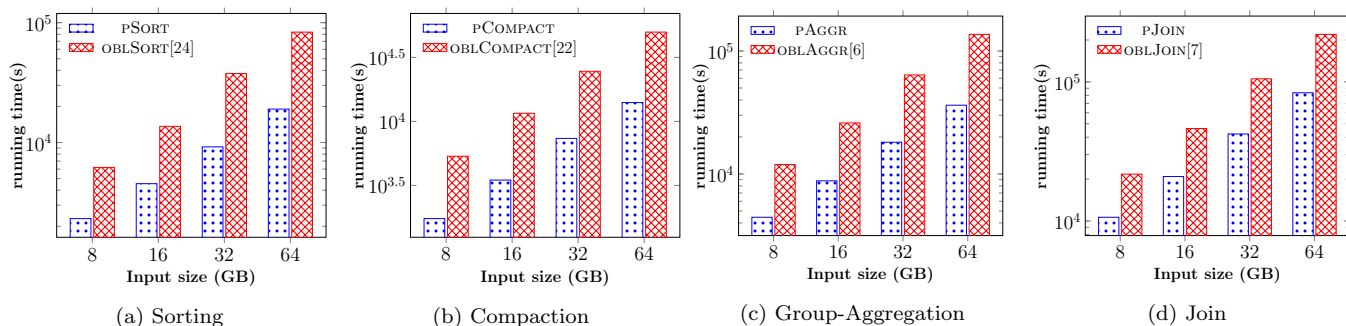 10^5
10^4
running time(s)
pSort
oblSort[24]
8 16 32 64
Input size (GB)
(a) Sorting
10^4.5
10^4
10^3.5
running time(s)
pCompact
oblCompact[22]
8 16 32 64
Input size (GB)
(b) Compaction
10^5
10^4
running time(s)
pAggr
oblAggr[6]
8 16 32 64
Input size (GB)
(c) Group-Aggregation
10^5
10^4
running time(s)
pJoin
oblJoin[7]
8 16 32 64
Input size (GB)
(d) Join